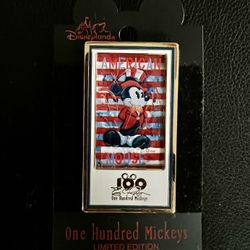 Disneyland
AMERICAN
MOUSE
100
One Hundred Mickeys
One Hundred Mickeys
LIMITED EDITION